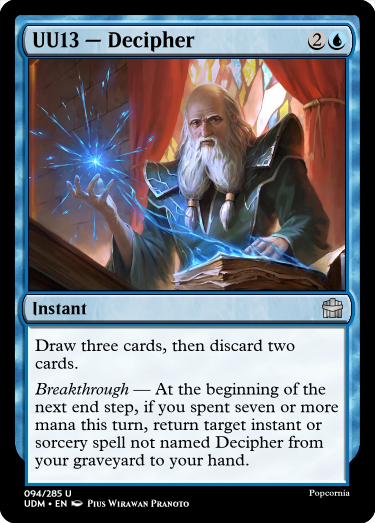 UU13 — Decipher 2
Instant
Draw three cards, then discard two
cards.
Breakthrough — At the beginning of the
next end step, if you spent seven or more
mana this turn, return target instant or
sorcery spell not named Decipher from
your graveyard to your hand.
094/285 U Popcornia
UDM • EN Pius Wirawan Pranoto